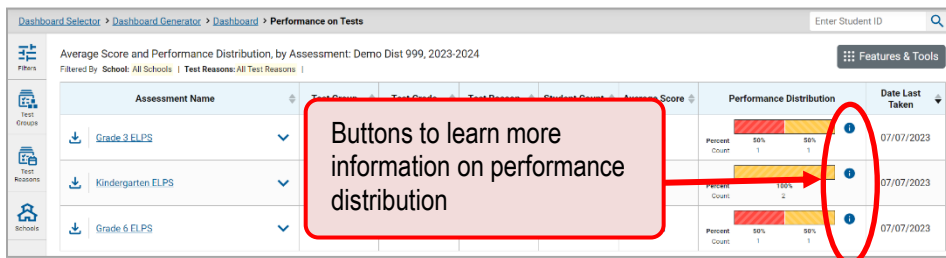 Dashboard Selector > Dashboard Generator > Dashboard > Performance on Tests
Enter Student ID
Filters
Average Score and Performance Distribution, by Assessment: Demo Dist 999, 2023-2024
Filtered By School: All Schools | Test Reasons: All Test Reasons |
Features & Tools
Test Groups
Test Reasons
Schools
Assessment Name
Test Group
Test Grade
Test Reason
Student Count
Average Score
Performance Distribution
Date Last Taken
Grade 3 ELPS
Percent 50% 50%
Count 1 1
07/07/2023
Kindergarten ELPS
Percent 100%
Count 2
07/07/2023
Grade 6 ELPS
Percent 50% 50%
Count 1 1
07/07/2023
Buttons to learn more
information on performance
distribution